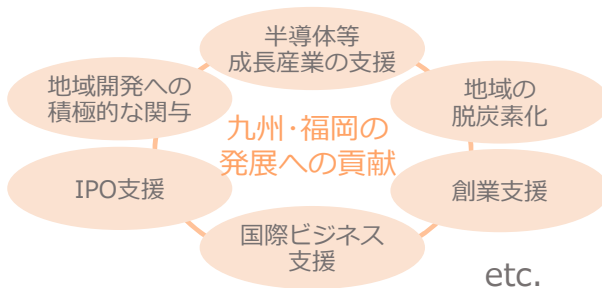 半導体等
成長産業の支援
地域開発への
積極的な関与
地域の
脱炭素化
九州・福岡の
発展への貢献
IPO支援
創業支援
国際ビジネス
支援
etc.